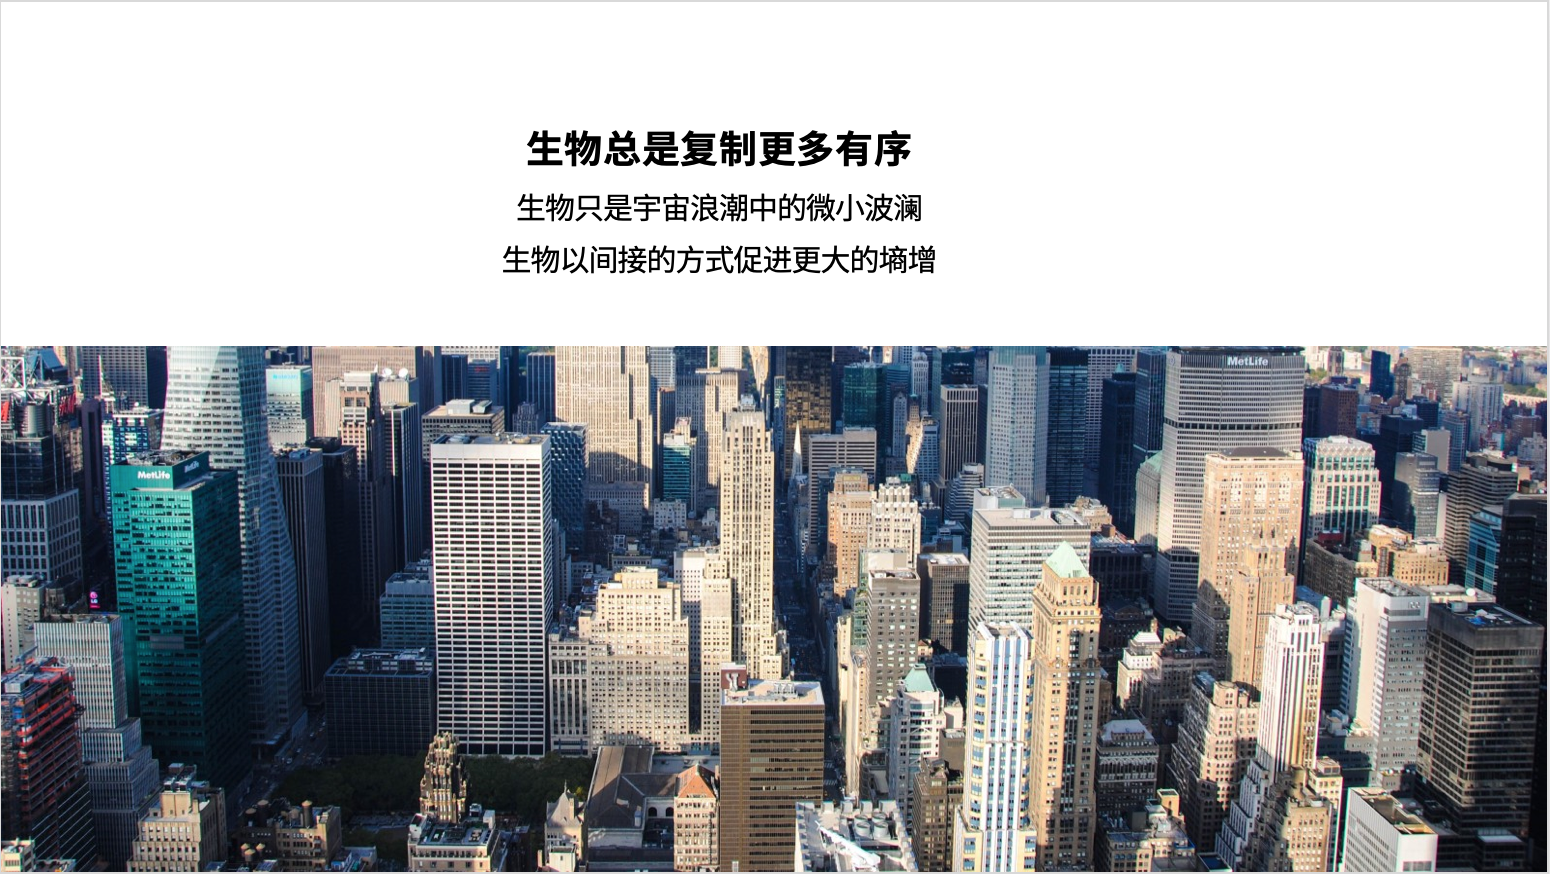 生物总是复制更多有序
生物只是宇宙浪潮中的微小波澜
生物以间接的方式促进更大的墒增
MetLife
MetLife
MetLife